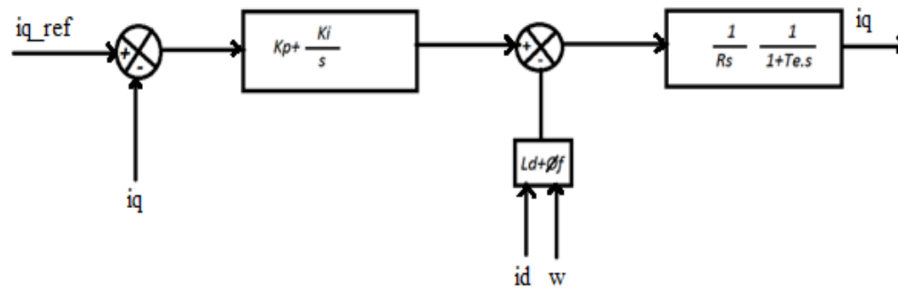 iq_ref
+
-
Kp+ Ki/s
+
-
1/Rs 1/1+Te.s
iq
Ld+Øf
iq
id w